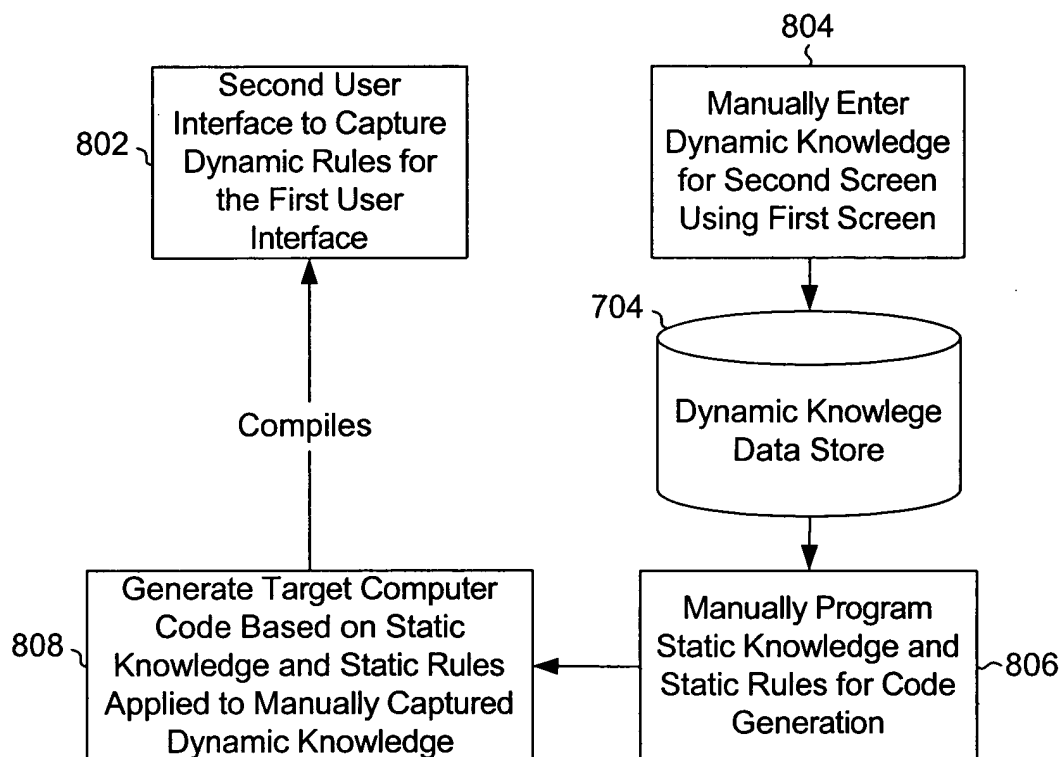 804
Manually Enter
Dynamic Knowledge
for Second Screen
Using First Screen
802
Second User
Interface to Capture
Dynamic Rules for
the First User
Interface
704
Dynamic Knowlege
Data Store
Compiles
808
Generate Target Computer
Code Based on Static
Knowledge and Static Rules
Applied to Manually Captured
Dynamic Knowledge
Manually Program
Static Knowledge and
Static Rules for Code
Generation
806